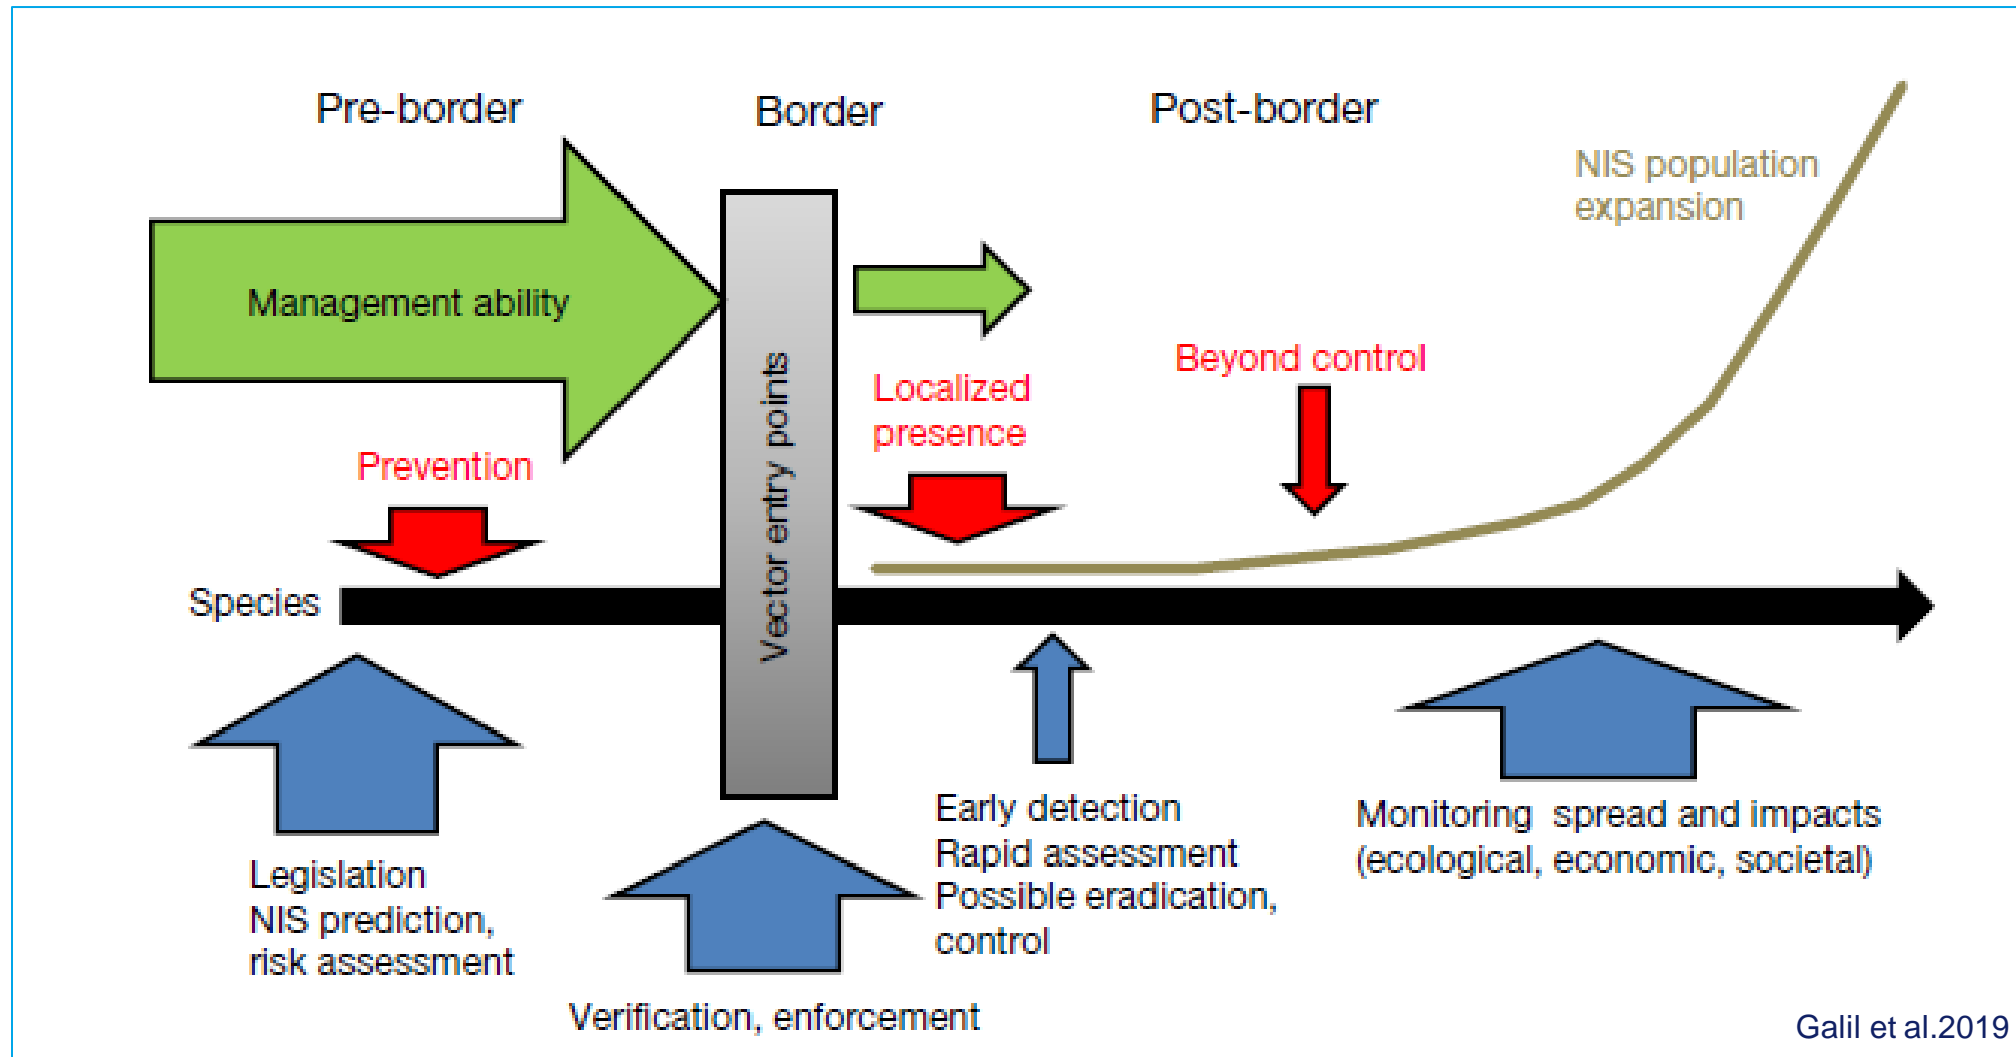 Pre-border
Border
Post-border
NIS population
expansion
Management ability
Vector entry points
Prevention
Localized
presence
Beyond control
Species
Legislation
NIS prediction,
risk assessment
Verification, enforcement
Early detection
Rapid assessment
Possible eradication,
control
Monitoring spread and impacts
(ecological, economic, societal)
Galil et al.2019